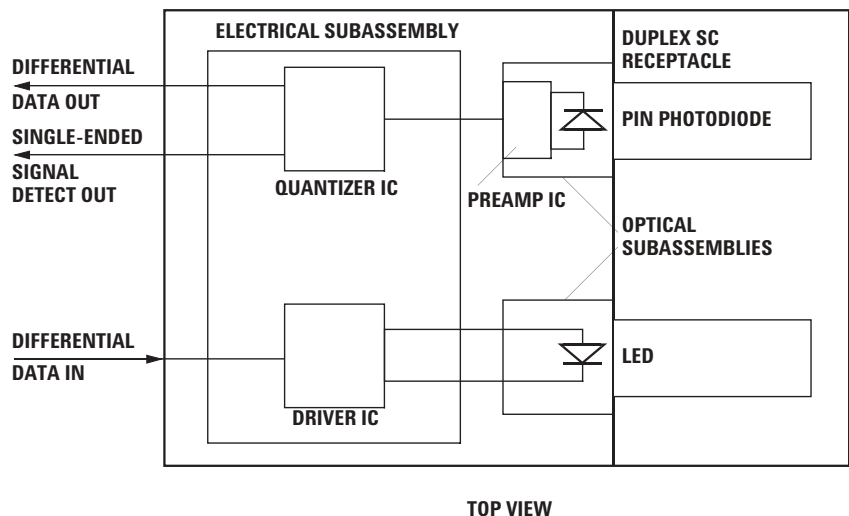 ELECTRICAL SUBASSEMBLY
DUPLEX SC
RECEPTACLE
DIFFERENTIAL
DATA OUT
SINGLE-ENDED
SIGNAL
DETECT OUT
QUANTIZER IC
PREAMP IC
PIN PHOTODIODE
OPTICAL
SUBASSEMBLIES
DIFFERENTIAL
DATA IN
DRIVER IC
LED
TOP VIEW